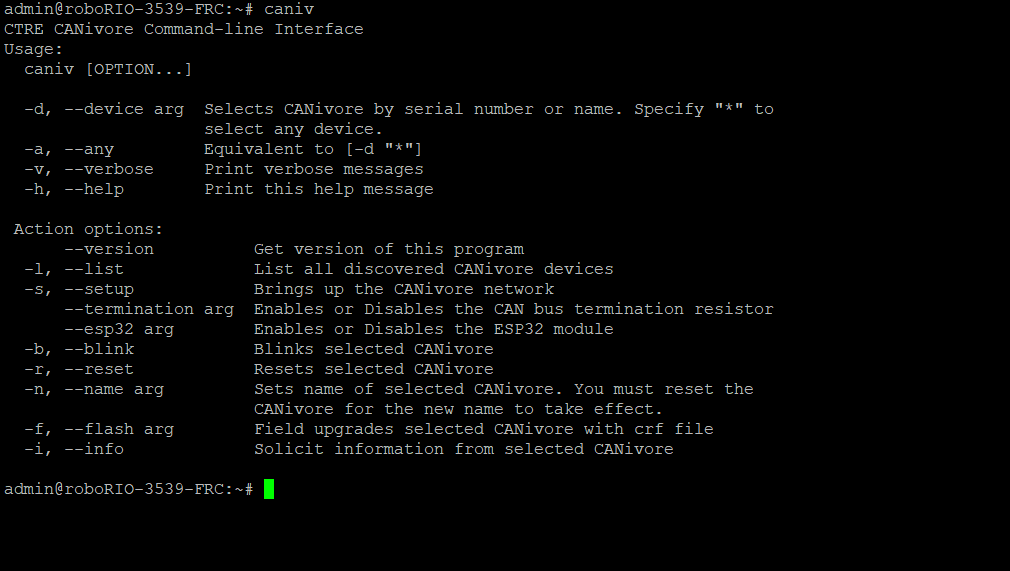 admin@roboRIO-3539-FRC:~# caniv
CTRE CANivore Command-line Interface
Usage:
  caniv [OPTION...]

  -d, --device arg  Selects CANivore by serial number or name. Specify "*" to
                    select any device.
  -a, --any         Equivalent to [-d "*"]
  -v, --verbose     Print verbose messages
  -h, --help        Print this help message

 Action options:
      --version          Get version of this program
  -l, --list             List all discovered CANivore devices
  -s, --setup            Brings up the CANivore network
      --termination arg  Enables or Disables the CAN bus termination resistor
      --esp32 arg        Enables or Disables the ESP32 module
  -b, --blink            Blinks selected CANivore
  -r, --reset            Resets selected CANivore
  -n, --name arg         Sets name of selected CANivore. You must reset the
                         CANivore for the new name to take effect.
  -f, --flash arg        Field upgrades selected CANivore with crf file
  -i, --info             Solicit information from selected CANivore

admin@roboRIO-3539-FRC:~#